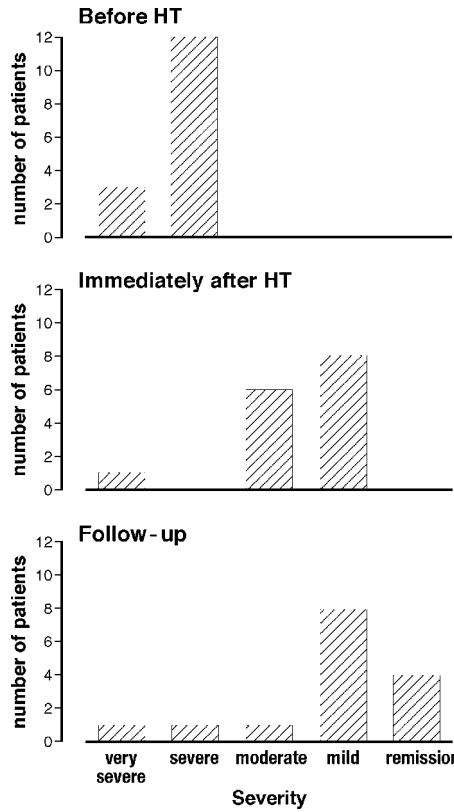 Before HT
number of patients
12
10
8
6
4
2
0
Immediately after HT
number of patients
12
10
8
6
4
2
0
Follow-up
number of patients
12
10
8
6
4
2
0
very severe moderate mild remission
severe
Severity